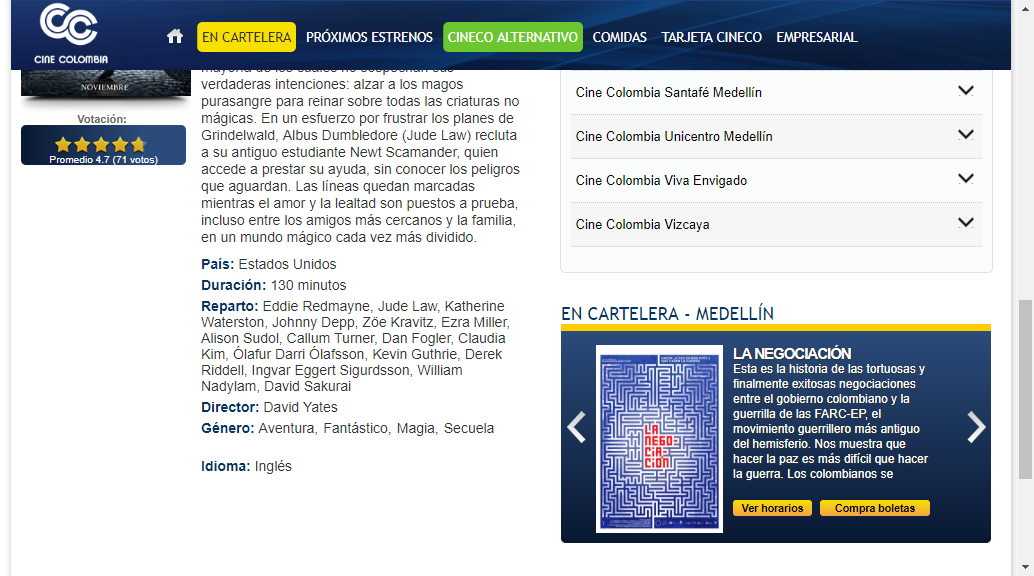 CINE COLOMBIA
EN CARTELERA
PRÓXIMOS ESTRENOS
CINECO ALTERNATIVO
COMIDAS
TARJETA CINECO
EMPRESARIAL
NOVIEMBRE
Votación:
Promedio 4.7 (71 votos)
mayoría de los cuales no sospechan sus
verdaderas intenciones: alzar a los magos
purasangre para reinar sobre todas las criaturas no
mágicas. En un esfuerzo por frustrar los planes de
Grindelwald, Albus Dumbledore (Jude Law) recluta
a su antiguo estudiante Newt Scamander, quien
accede a prestar su ayuda, sin conocer los peligros
que aguardan. Las líneas quedan marcadas
mientras el amor y la lealtad son puestos a prueba,
incluso entre los amigos más cercanos y la familia,
en un mundo mágico cada vez más dividido.
País: Estados Unidos
Duración: 130 minutos
Reparto: Eddie Redmayne, Jude Law, Katherine
Waterston, Johnny Depp, Zöe Kravitz, Ezra Miller,
Alison Sudol, Callum Turner, Dan Fogler, Claudia
Kim, Ólafur Darri Ólafsson, Kevin Guthrie, Derek
Riddell, Ingvar Eggert Sigurdsson, William
Nadylam, David Sakurai
Director: David Yates
Género: Aventura, Fantástico, Magia, Secuela
Idioma: Inglés
Cine Colombia Santafé Medellín
Cine Colombia Unicentro Medellín
Cine Colombia Viva Envigado
Cine Colombia Vizcaya
EN CARTELERA - MEDELLÍN
LA
NEGO-
CIA-
CIÓN
LA NEGOCIACIÓN
Esta es la historia de las tortuosas y
finalmente exitosas negociaciones
entre el gobierno colombiano y la
guerrilla de las FARC-EP, el
movimiento guerrillero más antiguo
del hemisferio. Nos muestra que
hacer la paz es más difícil que hacer
la guerra. Los colombianos se
Ver horarios
Compra boletas